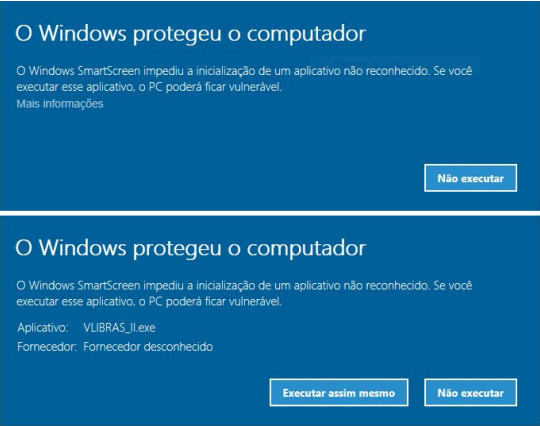 O Windows protegeu o computador
O Windows SmartScreen impediu a inicialização de um aplicativo não reconhecido. Se você
executar esse aplicativo, o PC poderá ficar vulnerável.
Mais informações
Não executar
O Windows protegeu o computador
O Windows SmartScreen impediu a inicialização de um aplicativo não reconhecido. Se você
executar esse aplicativo, o PC poderá ficar vulnerável.
Aplicativo: VLIBRAS_II.exe
Fornecedor: Fornecedor desconhecido
Executar assim mesmo Não executar